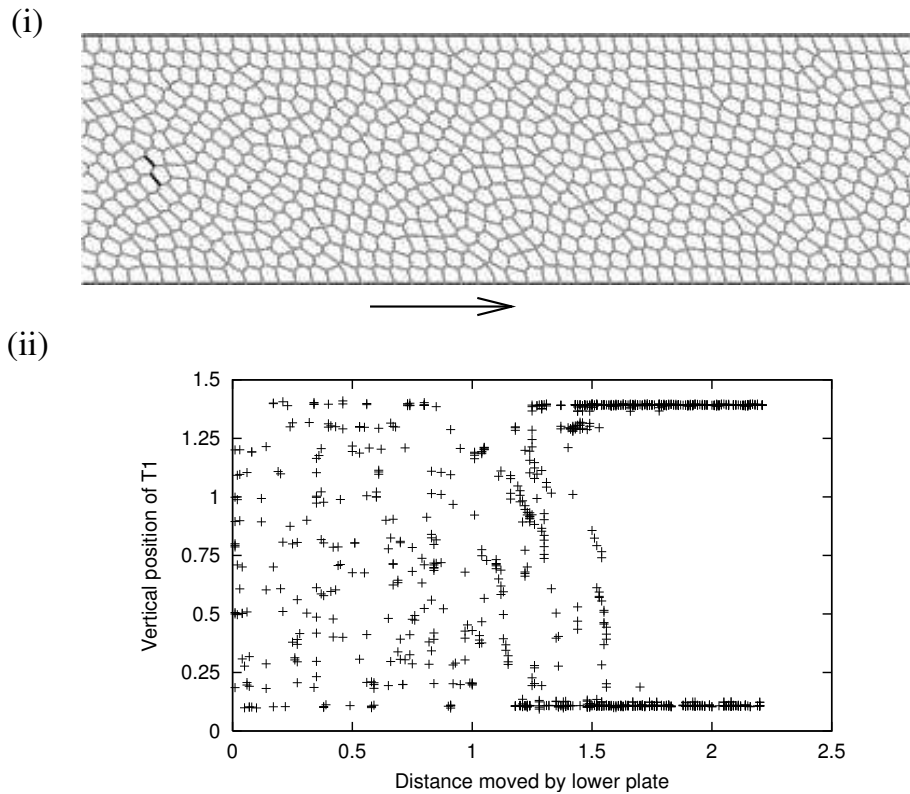 (i)
(ii)
1.5
1.25
1
0.75
0.5
0.25
0
Vertical position of T1
0 0.5 1 1.5 2 2.5
Distance moved by lower plate